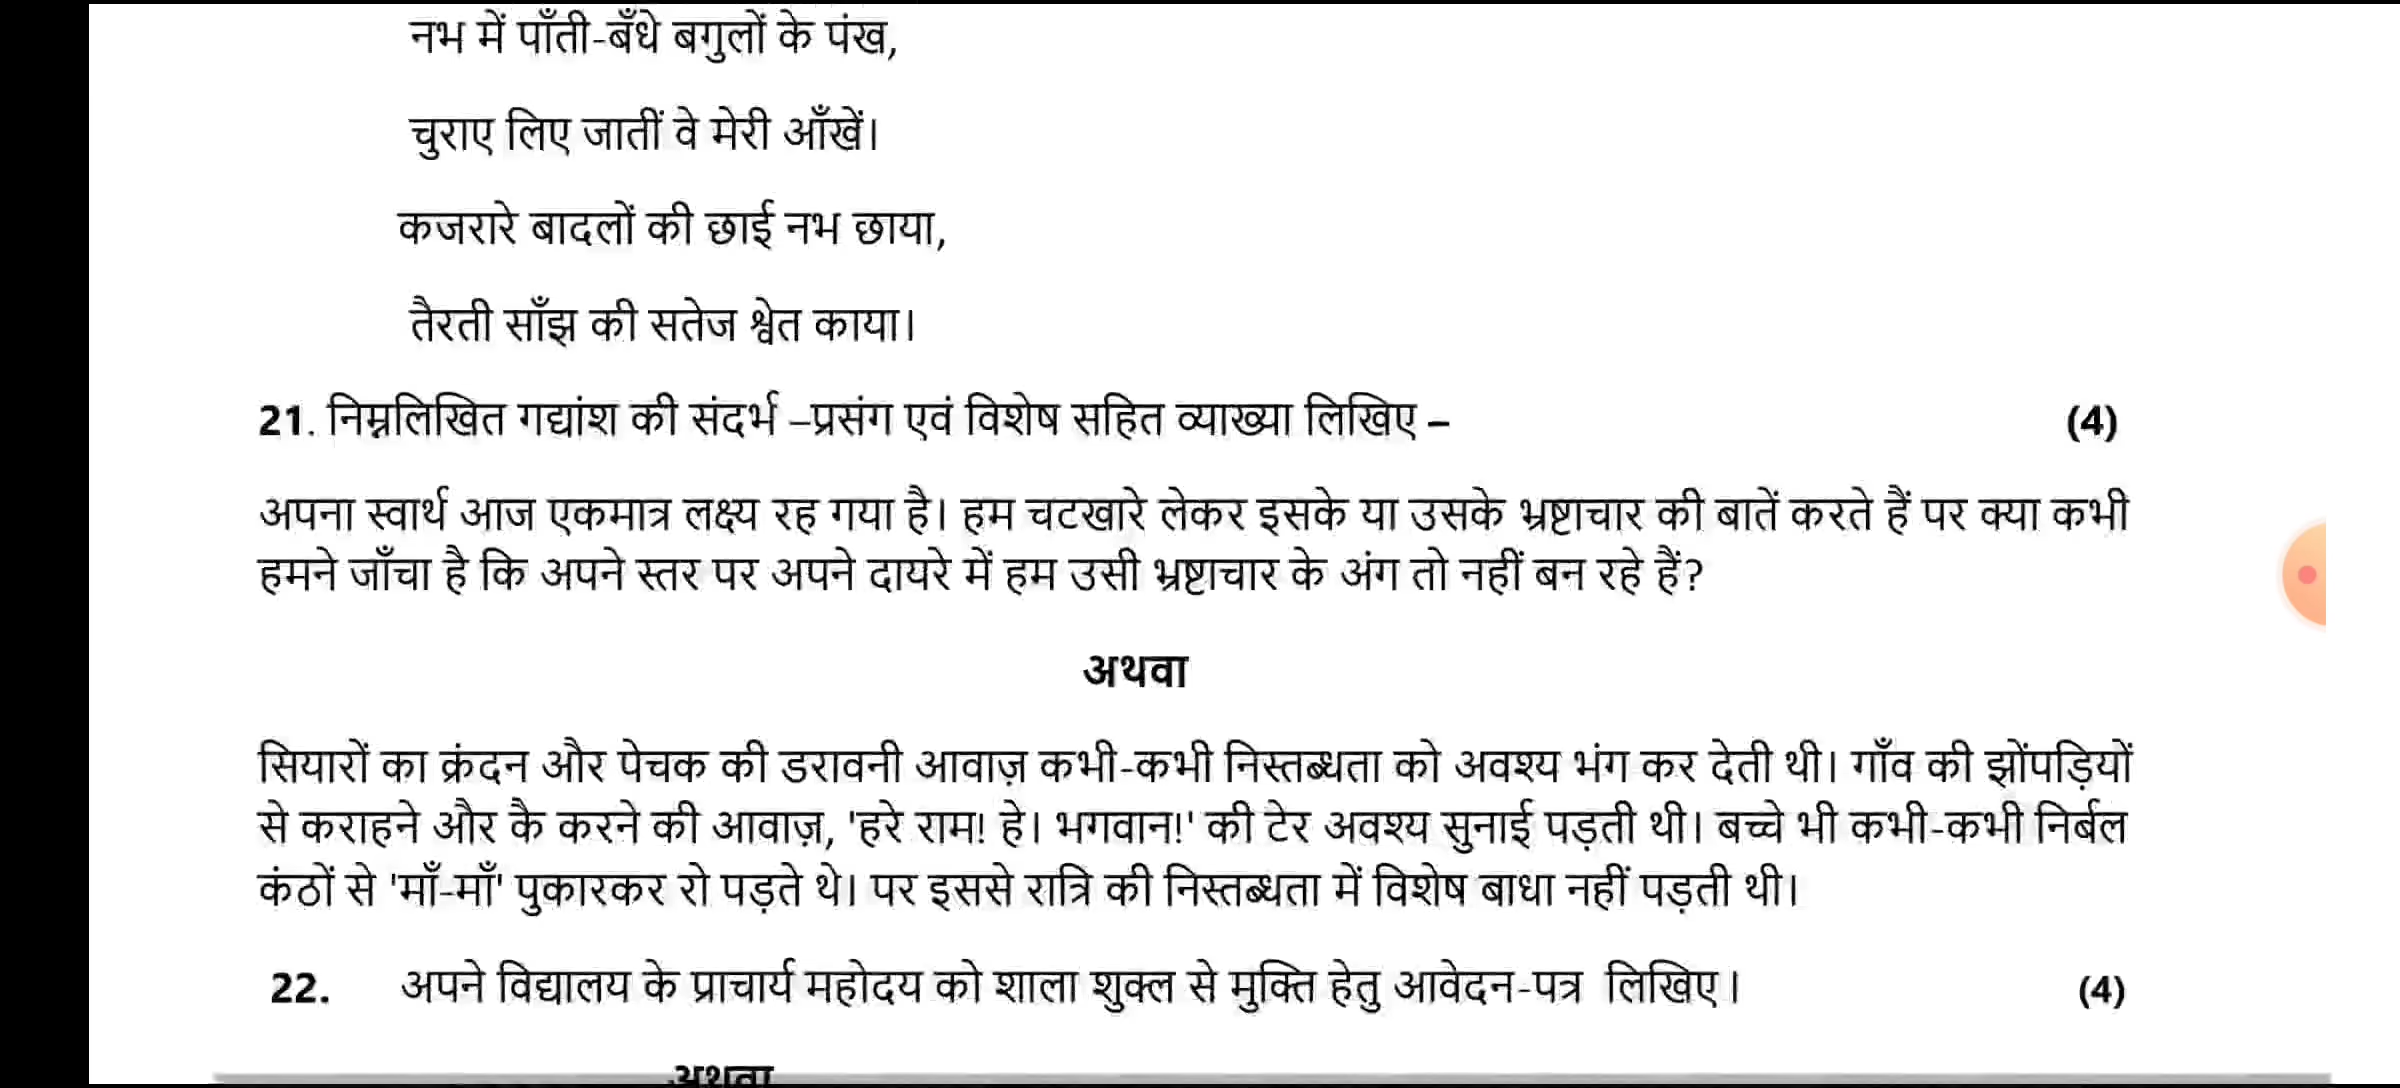 नभ में पाँती-बँधे बगुलों के पंख,
चुराए लिए जातीं वे मेरी आँखें।
कजरारे बादलों की छाई नभ छाया,
तैरती साँझ की सतेज श्वेत काया।
21. निम्नलिखित गद्यांश की संदर्भ –प्रसंग एवं विशेष सहित व्याख्या लिखिए – (4)
अपना स्वार्थ आज एकमात्र लक्ष्य रह गया है। हम चटखारे लेकर इसके या उसके भ्रष्टाचार की बातें करते हैं पर क्या कभी
हमने जाँचा है कि अपने स्तर पर अपने दायरे में हम उसी भ्रष्टाचार के अंग तो नहीं बन रहे हैं?
अथवा
सियारों का क्रंदन और पेचक की डरावनी आवाज़ कभी-कभी निस्तब्धता को अवश्य भंग कर देती थी। गाँव की झोंपड़ियों
से कराहने और कै करने की आवाज़, 'हरे राम! हे। भगवान!' की टेर अवश्य सुनाई पड़ती थी। बच्चे भी कभी-कभी निर्बल
कंठों से 'माँ-माँ' पुकारकर रो पड़ते थे। पर इससे रात्रि की निस्तब्धता में विशेष बाधा नहीं पड़ती थी।
22. अपने विद्यालय के प्राचार्य महोदय को शाला शुक्ल से मुक्ति हेतु आवेदन-पत्र लिखिए। (4)
अथवा